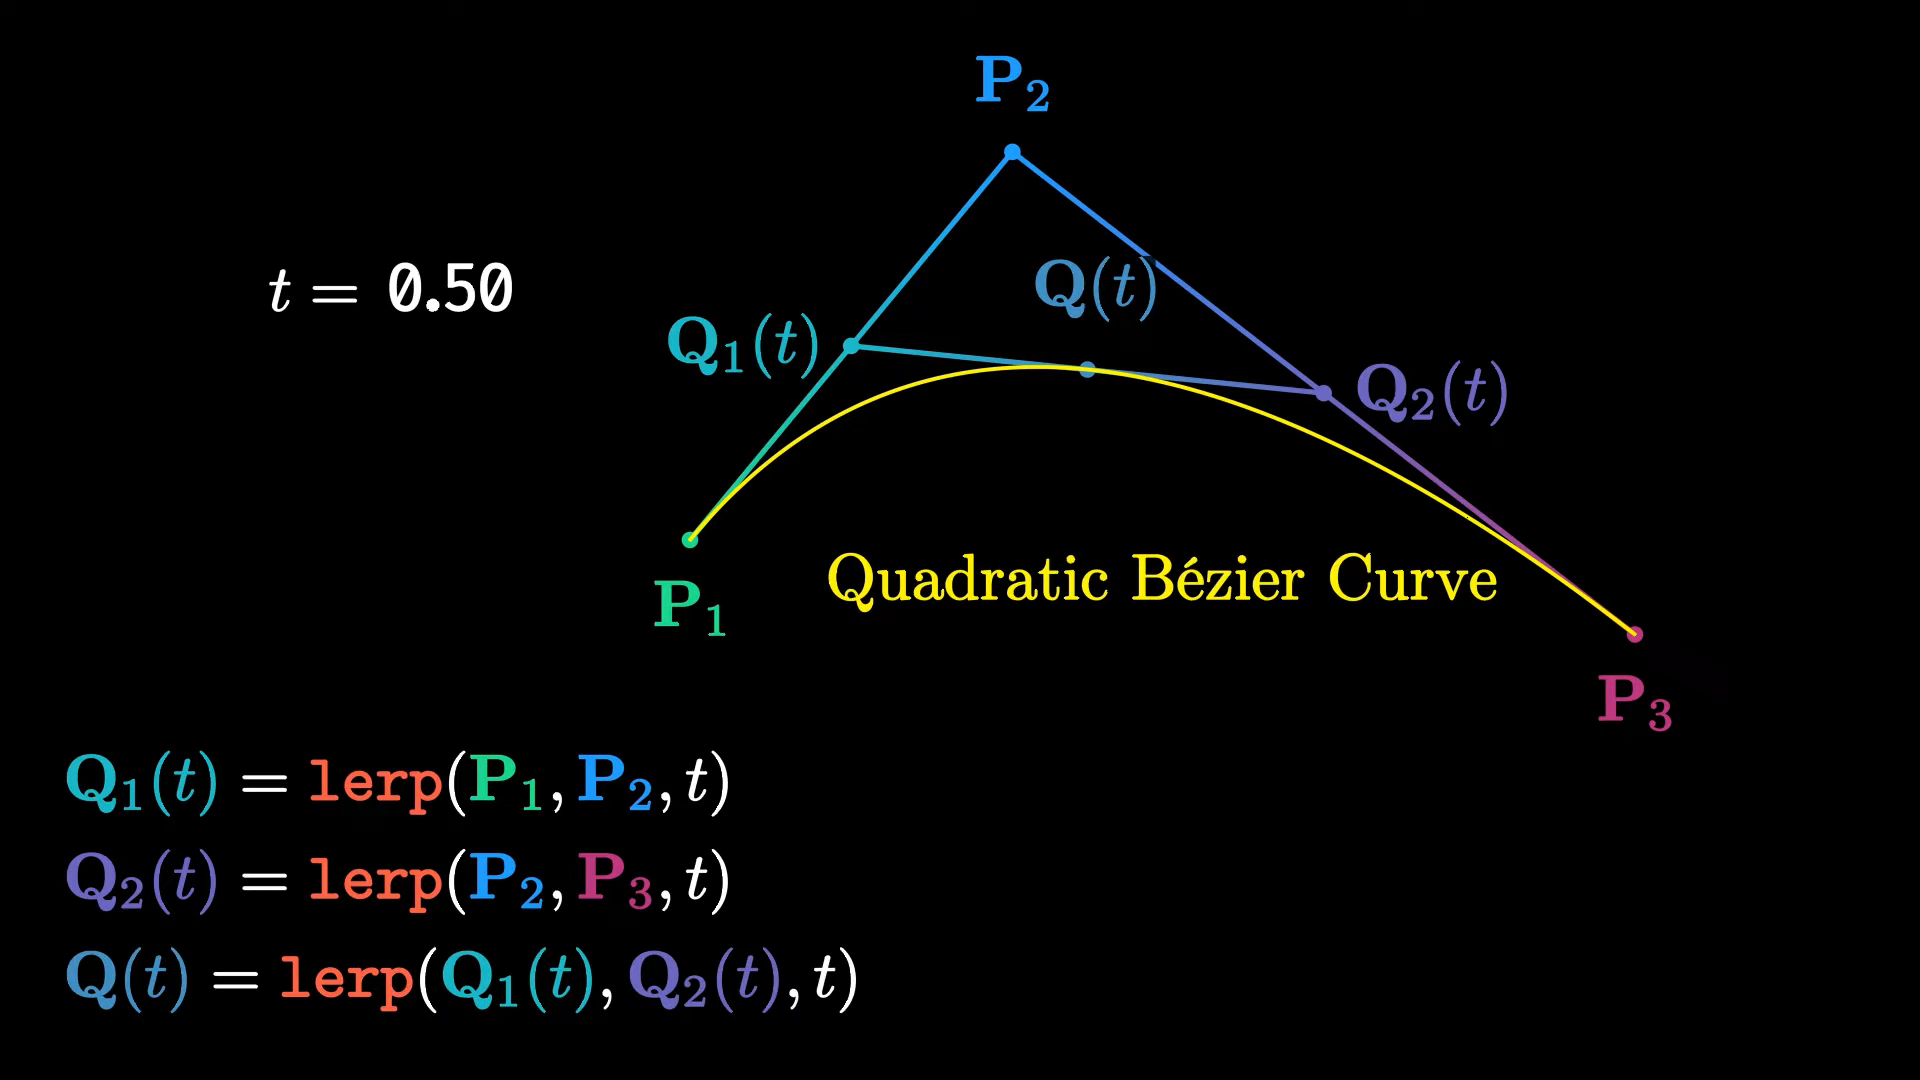 P₂
t = 0.50
Q(t)
Q₁(t)
Q₂(t)
Quadratic Bézier Curve
P₁
P₃
Q₁(t) = lerp(P₁, P₂, t)
Q₂(t) = lerp(P₂, P₃, t)
Q(t) = lerp(Q₁(t), Q₂(t), t)